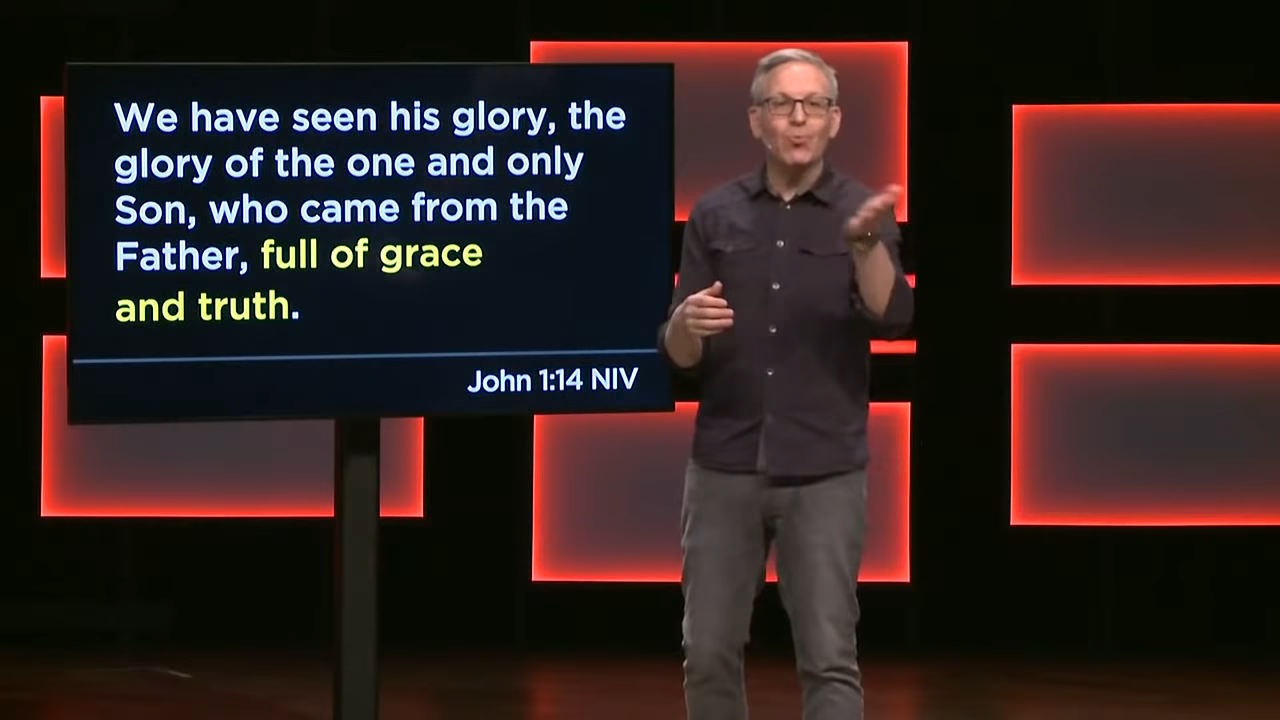 We have seen his glory, the
glory of the one and only
Son, who came from the
Father, full of grace
and truth.
John 1:14 NIV